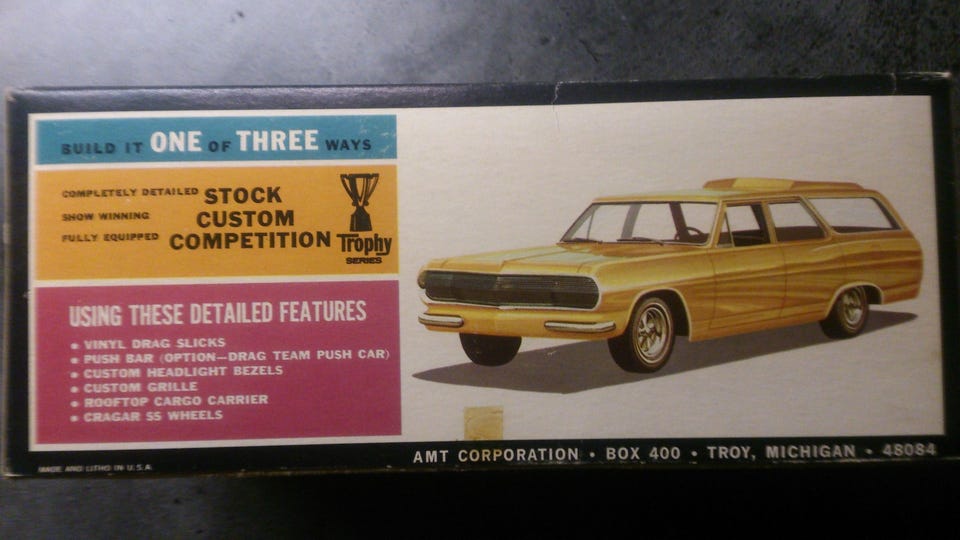 BUILD IT ONE OF THREE WAYS
COMPLETELY DETAILED STOCK
SHOW WINNING CUSTOM
FULLY EQUIPPED COMPETITION
Trophy
SERIES
USING THESE DETAILED FEATURES
• VINYL DRAG SLICKS
• PUSH BAR (OPTION—DRAG TEAM PUSH CAR)
• CUSTOM HEADLIGHT BEZELS
• CUSTOM GRILLE
• ROOFTOP CARGO CARRIER
• CRAGAR SS WHEELS
MADE AND LITHO IN U.S.A.
AMT CORPORATION • BOX 400 • TROY, MICHIGAN • 48084